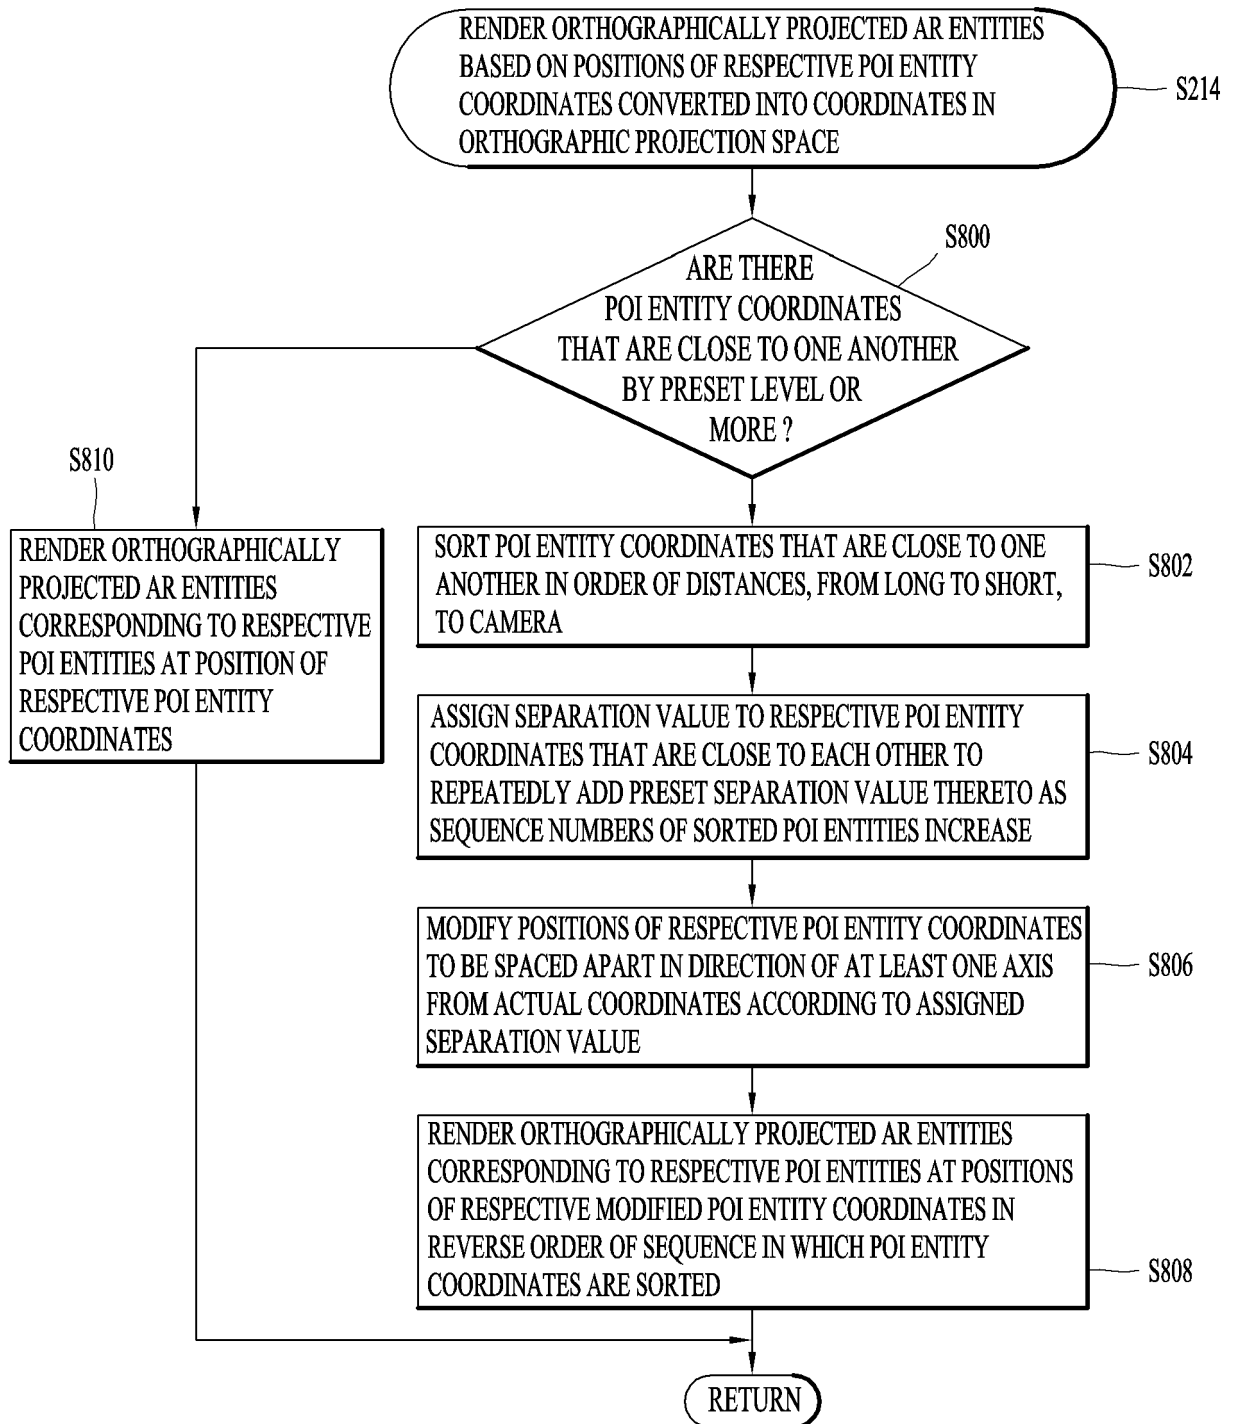 RENDER ORTHOGRAPHICALLY PROJECTED AR ENTITIES
BASED ON POSITIONS OF RESPECTIVE POI ENTITY
COORDINATES CONVERTED INTO COORDINATES IN
ORTHOGRAPHIC PROJECTION SPACE
S214
S800
ARE THERE
POI ENTITY COORDINATES
THAT ARE CLOSE TO ONE ANOTHER
BY PRESET LEVEL OR
MORE ?
S810
RENDER ORTHOGRAPHICALLY
PROJECTED AR ENTITIES
CORRESPONDING TO RESPECTIVE
POI ENTITIES AT POSITION OF
RESPECTIVE POI ENTITY
COORDINATES
SORT POI ENTITY COORDINATES THAT ARE CLOSE TO ONE
ANOTHER IN ORDER OF DISTANCES, FROM LONG TO SHORT,
TO CAMERA
S802
ASSIGN SEPARATION VALUE TO RESPECTIVE POI ENTITY
COORDINATES THAT ARE CLOSE TO EACH OTHER TO
REPEATEDLY ADD PRESET SEPARATION VALUE THERETO AS
SEQUENCE NUMBERS OF SORTED POI ENTITIES INCREASE
S804
MODIFY POSITIONS OF RESPECTIVE POI ENTITY COORDINATES
TO BE SPACED APART IN DIRECTION OF AT LEAST ONE AXIS
FROM ACTUAL COORDINATES ACCORDING TO ASSIGNED
SEPARATION VALUE
S806
RENDER ORTHOGRAPHICALLY PROJECTED AR ENTITIES
CORRESPONDING TO RESPECTIVE POI ENTITIES AT POSITIONS
OF RESPECTIVE MODIFIED POI ENTITY COORDINATES IN
REVERSE ORDER OF SEQUENCE IN WHICH POI ENTITY
COORDINATES ARE SORTED
S808
RETURN